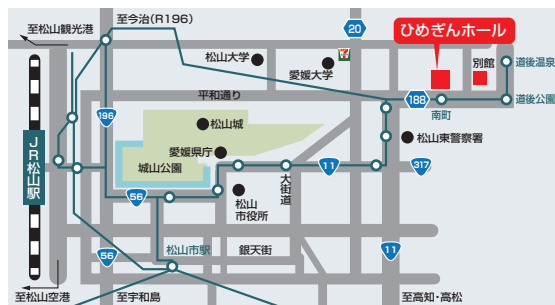 至松山観光港
至今治(R196)
20
ひめぎんホール
松山大学
愛媛大学
7
別館
道後温泉
平和通り
188
道後公園
南町
196
松山城
松山東警察署
JR松山駅
愛媛県庁
城山公園
11
317
大街道
56
松山
市役所
松山市駅
銀天街
56
11
至松山空港
至宇和島
至高知・高松